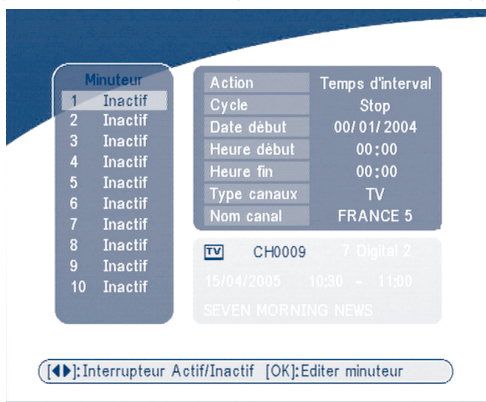 Minuteur
1 Inactif
2 Inactif
3 Inactif
4 Inactif
5 Inactif
6 Inactif
7 Inactif
8 Inactif
9 Inactif
10 Inactif
Action Temps d'interval
Cycle Stop
Date dèbut 00/01/2004
Heure dèbut 00:00
Heure fin 00:00
Type canaux TV
Nom canal FRANCE 5
TV CH0009 7 Digital 2
15/04/2005 10:30 - 11:00
SEVEN MORNING NEWS
[◀▶]:Interrupteur Actif/Inactif [OK]:Editer minuteur